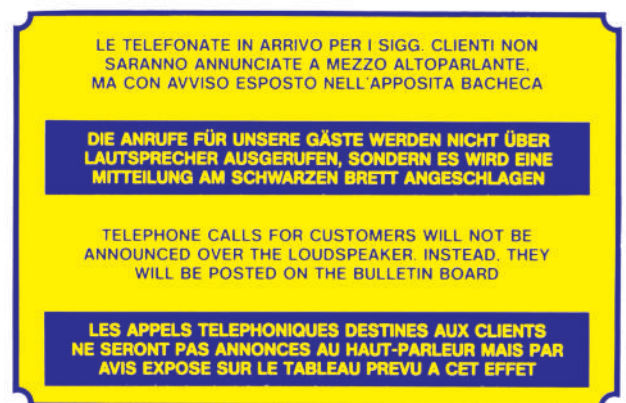 LE TELEFONATE IN ARRIVO PER I SIGG. CLIENTI NON
SARANNO ANNUNCIATE A MEZZO ALTOPARLANTE,
MA CON AVVISO ESPOSTO NELL'APPOSITA BACHECA
DIE ANRUFE FÜR UNSERE GÄSTE WERDEN NICHT ÜBER
LAUTSPRECHER AUSGERUFEN, SONDERN ES WIRD EINE
MITTEILUNG AM SCHWARZEN BRETT ANGESCHLAGEN
TELEPHONE CALLS FOR CUSTOMERS WILL NOT BE
ANNOUNCED OVER THE LOUDSPEAKER. INSTEAD, THEY
WILL BE POSTED ON THE BULLETIN BOARD
LES APPELS TELEPHONIQUES DESTINES AUX CLIENTS
NE SERONT PAS ANNONCES AU HAUT-PARLEUR MAIS PAR
AVIS EXPOSE SUR LE TABLEAU PREVU A CET EFFET